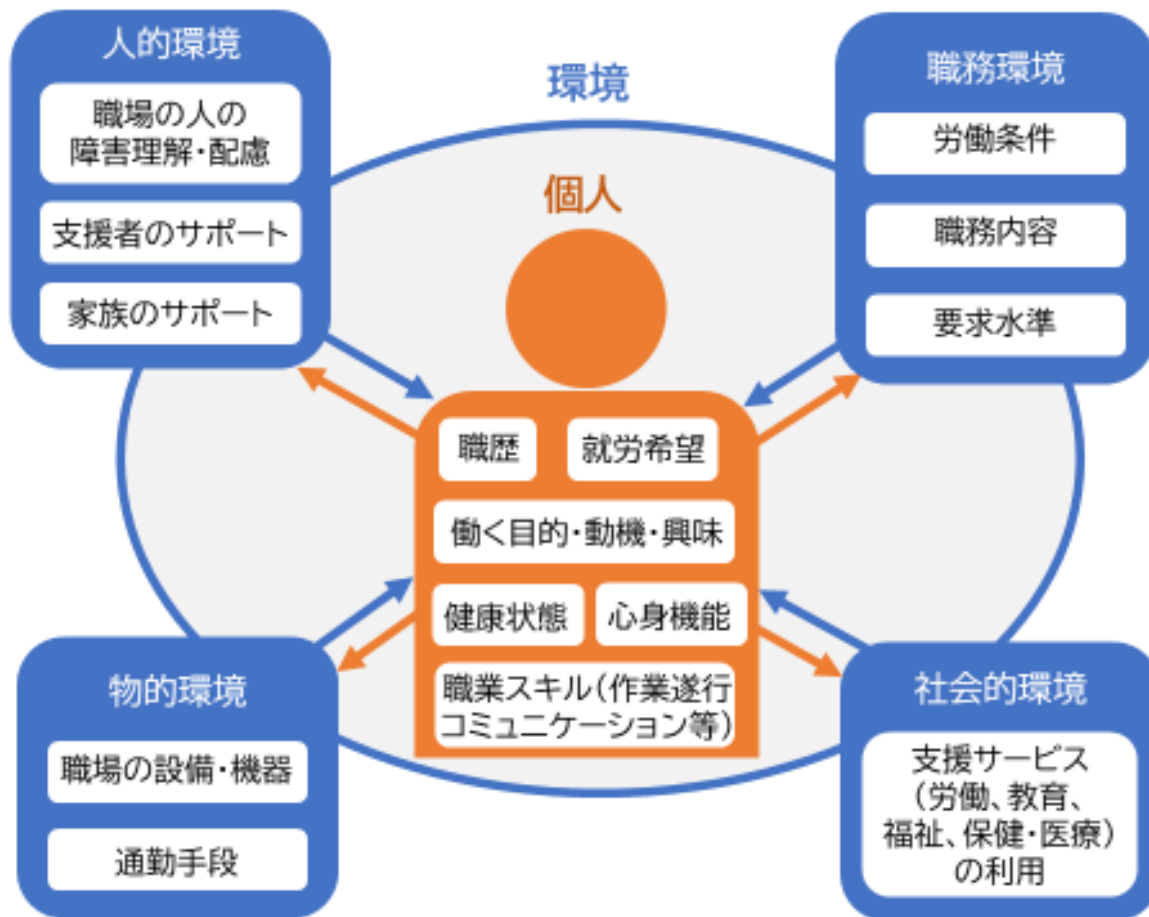 人的環境
職場の人の
障害理解・配慮
支援者のサポート
家族のサポート
環境
職務環境
労働条件
職務内容
要求水準
個人
職歴
就労希望
働く目的・動機・興味
健康状態
心身機能
職業スキル（作業遂行
コミュニケーション等）
物的環境
職場の設備・機器
通勤手段
社会的環境
支援サービス
（労働、教育、
福祉、保健・医療）
の利用